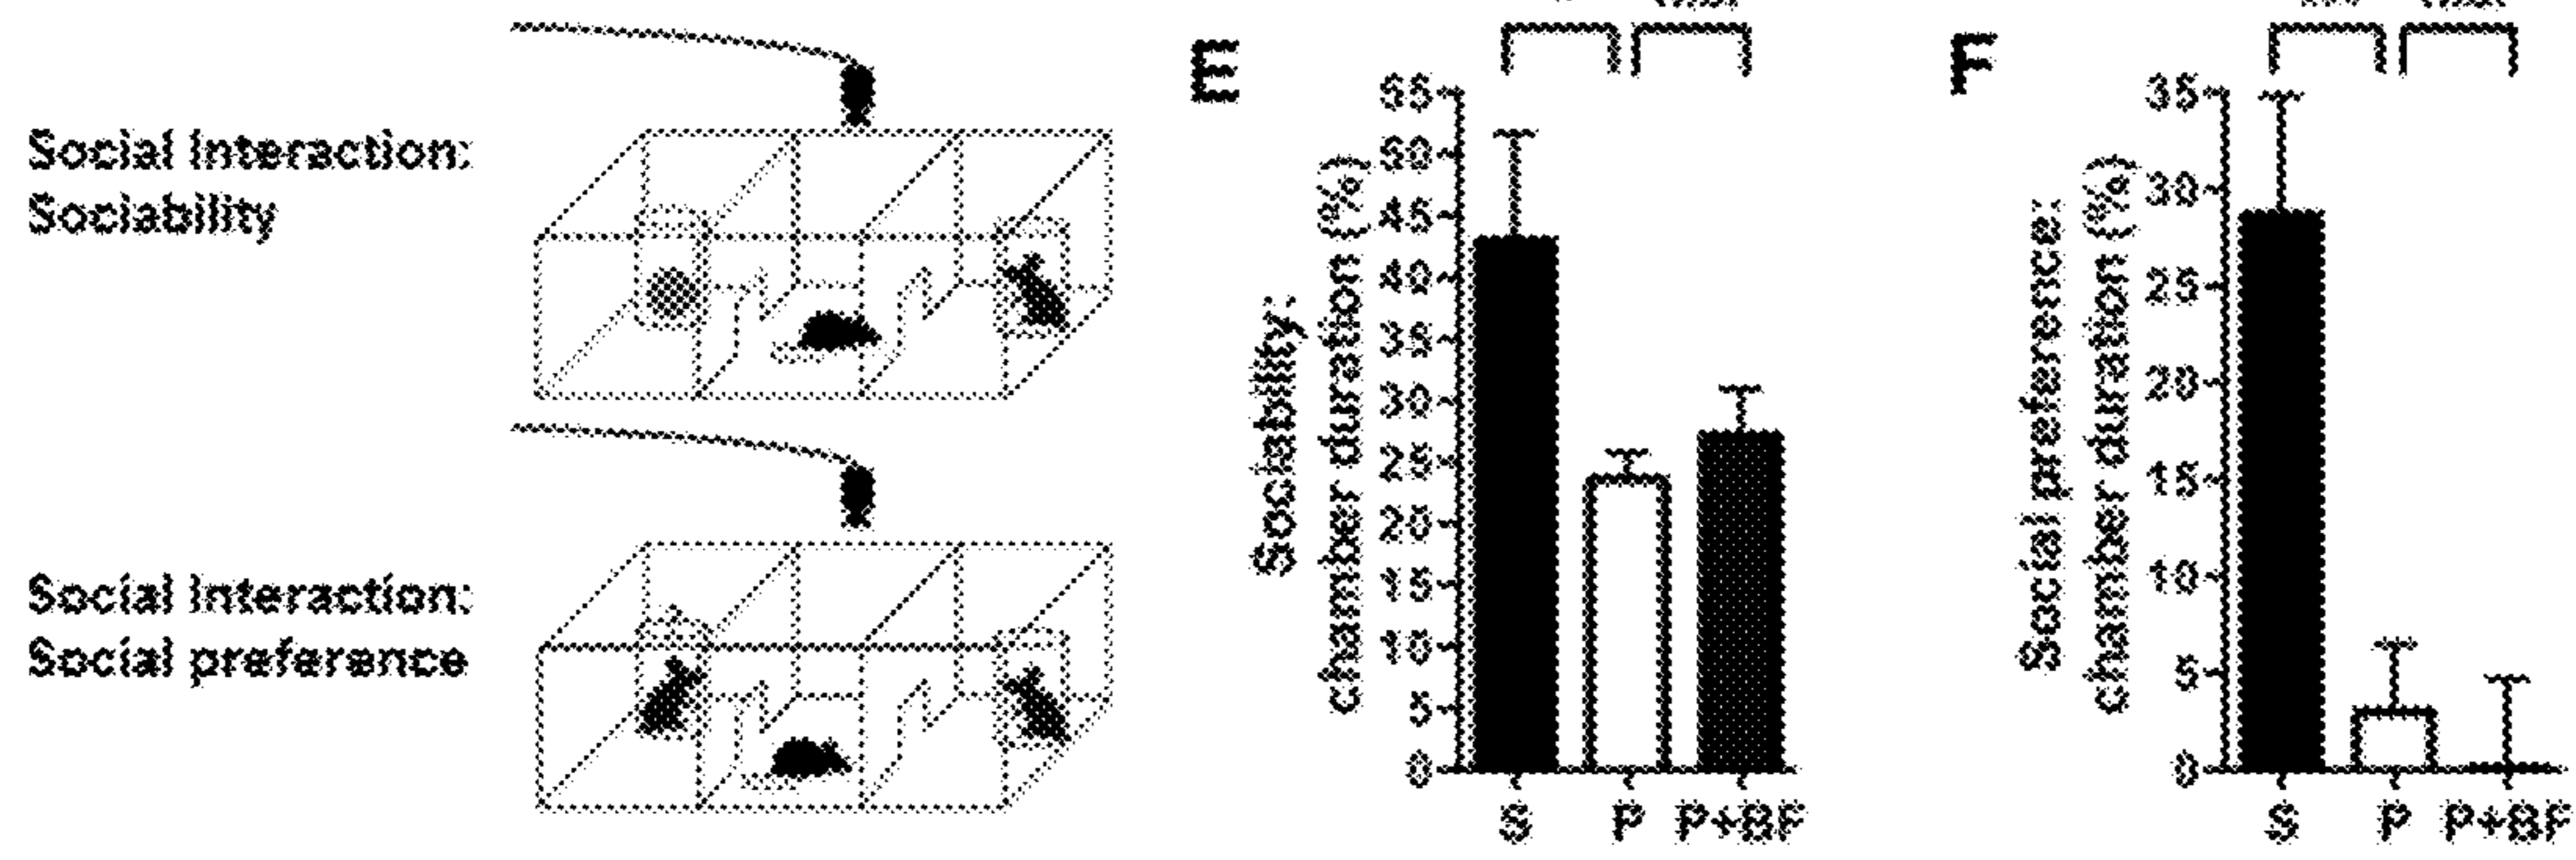 Social Interaction:
Sociability
Social Interaction:
Social preference
E
Sociability:
chamber duration (%)
55
50
45
40
35
30
25
20
15
10
5
0
S P P+BF
F
Social preference:
chamber duration (%)
35
30
25
20
15
10
5
0
S P P+BF